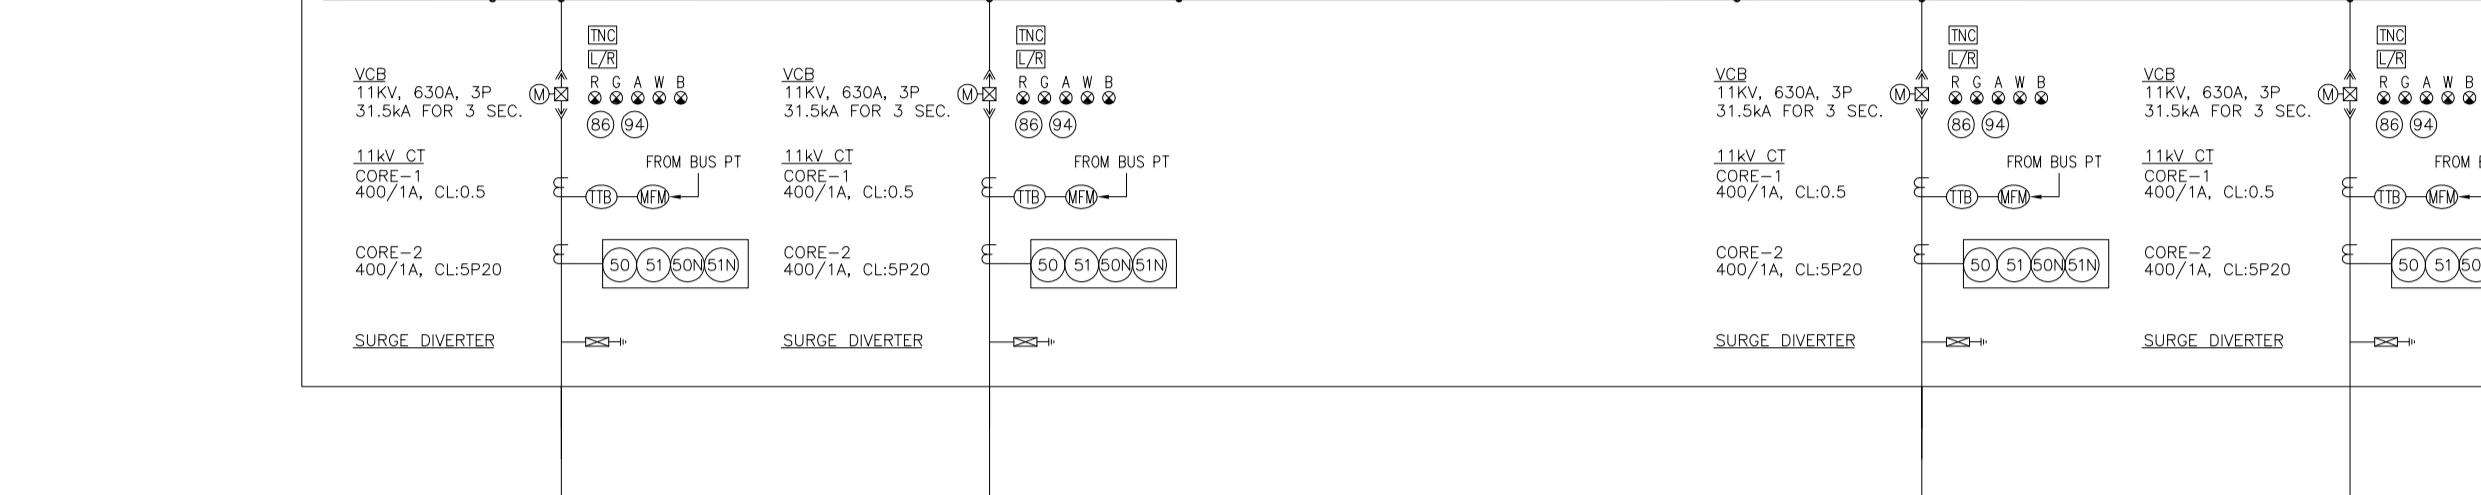 TNC
L/R
R G A W B
VCB
11KV, 630A, 3P
31.5kA FOR 3 SEC.
M
86 94
11kV CT
CORE-1
400/1A, CL:0.5
FROM BUS PT
TTB MFM
CORE-2
400/1A, CL:5P20
50 51 50N 51N
SURGE DIVERTER
TNC
L/R
R G A W B
VCB
11KV, 630A, 3P
31.5kA FOR 3 SEC.
M
86 94
11kV CT
CORE-1
400/1A, CL:0.5
FROM BUS PT
TTB MFM
CORE-2
400/1A, CL:5P20
50 51 50N 51N
SURGE DIVERTER
TNC
L/R
R G A W B
VCB
11KV, 630A, 3P
31.5kA FOR 3 SEC.
M
86 94
11kV CT
CORE-1
400/1A, CL:0.5
FROM BUS PT
TTB MFM
CORE-2
400/1A, CL:5P20
50 51 50N 51N
SURGE DIVERTER
TNC
L/R
R G A W B
VCB
11KV, 630A, 3P
31.5kA FOR 3 SEC.
M
86 94
11kV CT
CORE-1
400/1A, CL:0.5
FROM
TTB MFM
CORE-2
400/1A, CL:5P20
50 51 50
SURGE DIVERTER